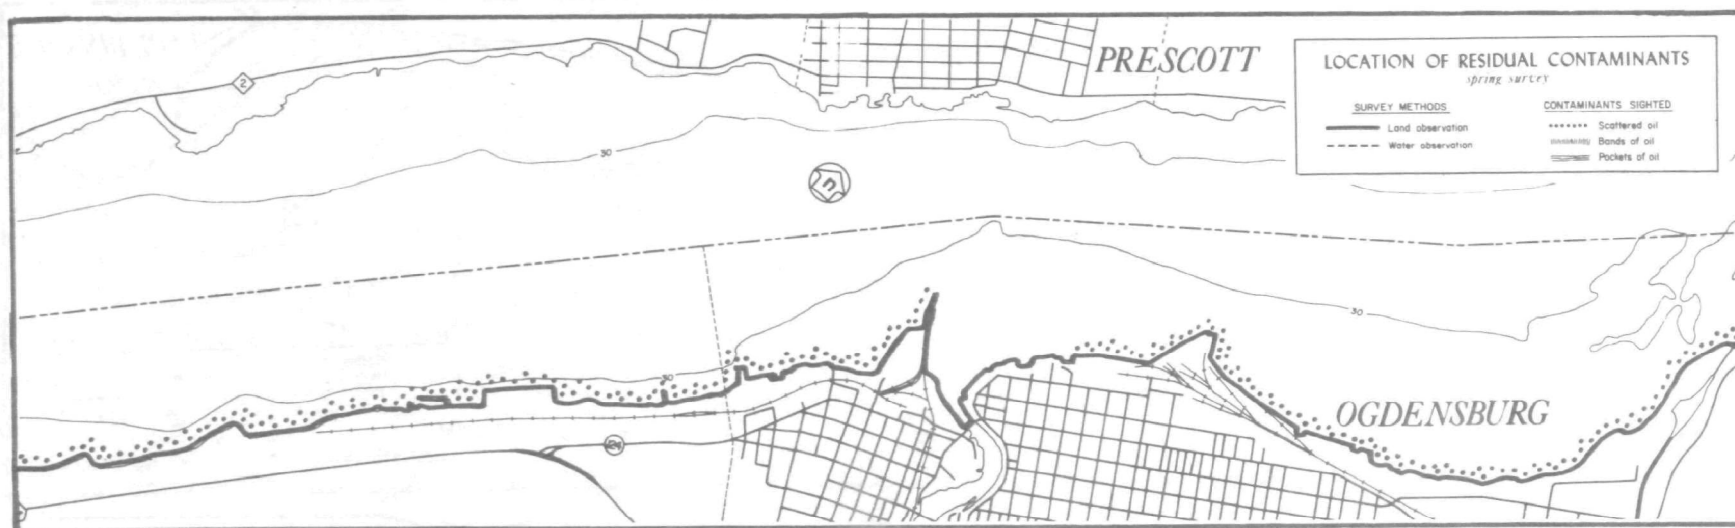 PRESCOTT
LOCATION OF RESIDUAL CONTAMINANTS
spring survey
SURVEY METHODS
Land observation
Water observation
CONTAMINANTS SIGHTED
Scattered oil
Bands of oil
Pockets of oil
2
30
30
30
OGDENSBURG